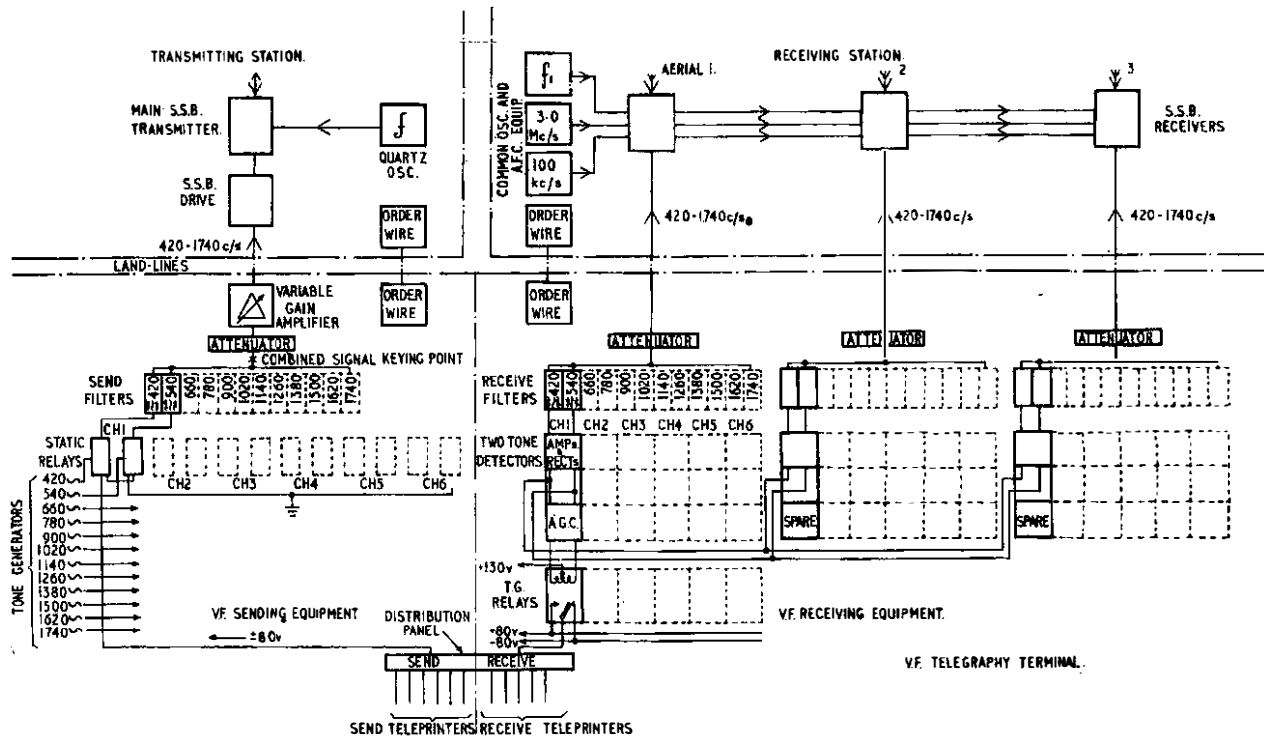 TRANSMITTING STATION.
MAIN S.S.B.
TRANSMITTER.
QUARTZ
OSC.
S.S.B.
DRIVE
420-1740 c/s
ORDER
WIRE
LAND-LINES
VARIABLE
GAIN
AMPLIFIER
ORDER
WIRE
ATTENUATOR
COMBINED SIGNAL KEYING POINT
SEND
FILTERS
420 540 660 780 900 1020 1140 1260 1380 1500 1620 1740
CH1
STATIC
RELAYS
CH2 CH3 CH4 CH5 CH6
TONE GENERATORS
420
540
660
780
900
1020
1140
1260
1380
1500
1620
1740
V.F. SENDING EQUIPMENT
±80v
DISTRIBUTION
PANEL
SEND RECEIVE
SEND TELEPRINTERS RECEIVE TELEPRINTERS
COMMON OSC. AND
A.F.C. EQUIP.
f1
3.0
Mc/s
100
kc/s
AERIAL 1.
RECEIVING STATION.
2
3
S.S.B.
RECEIVERS
ORDER
WIRE
420-1740 c/s
420-1740 c/s
420-1740 c/s
ORDER
WIRE
ATTENUATOR
ATTENUATOR
ATTENUATOR
RECEIVE
FILTERS
420 540 660 780 900 1020 1140 1260 1380 1500 1620 1740
CH1 CH2 CH3 CH4 CH5 CH6
TWO TONE
DETECTORS
AMPs
&
RECTs
A.G.C.
SPARE
SPARE
+130v
T.G.
RELAYS
+80v
-80v
V.F. RECEIVING EQUIPMENT.
V.F. TELEGRAPHY TERMINAL.